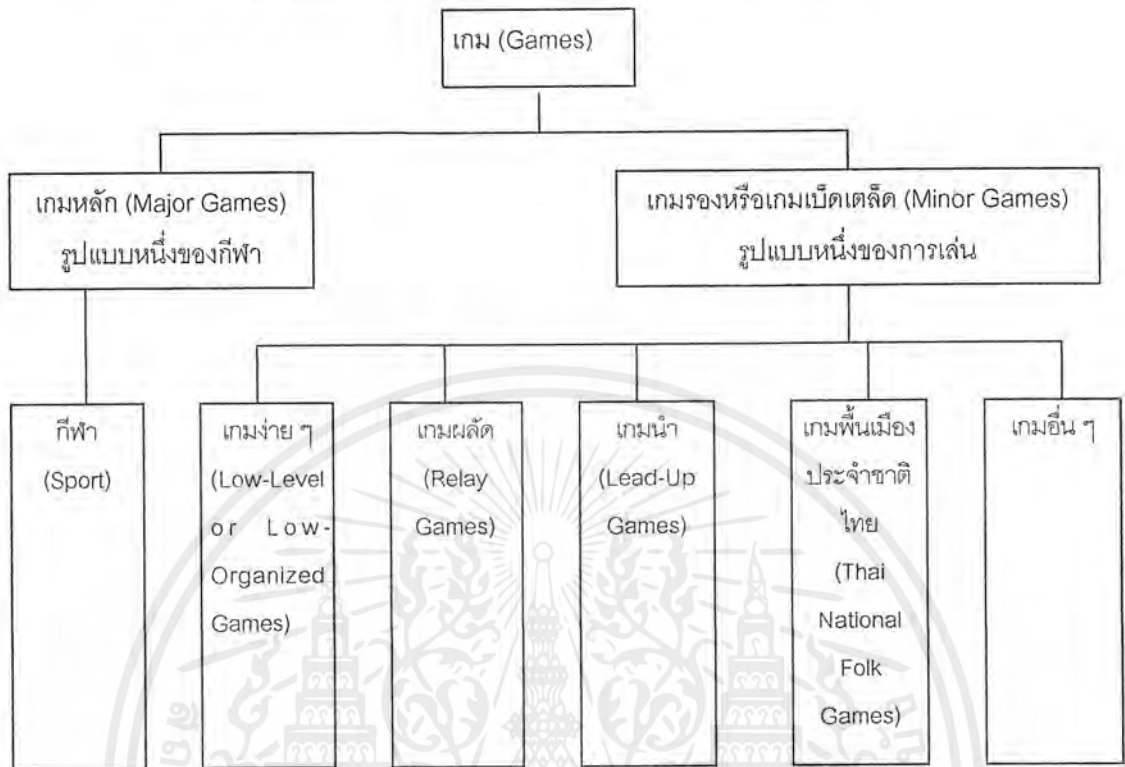 เกม (Games)
เกมหลัก (Major Games)
รูปแบบหนึ่งของกีฬา
เกมรองหรือเกมเบ็ดเตล็ด (Minor Games)
รูปแบบหนึ่งของการเล่น
กีฬา
(Sport)
เกมง่าย ๆ
(Low-Level
or Low-
Organized
Games)
เกมผลัด
(Relay
Games)
เกมนำ
(Lead-Up
Games)
เกมพื้นเมือง
ประจำชาติ
ไทย
(Thai
National
Folk
Games)
เกมอื่น ๆ